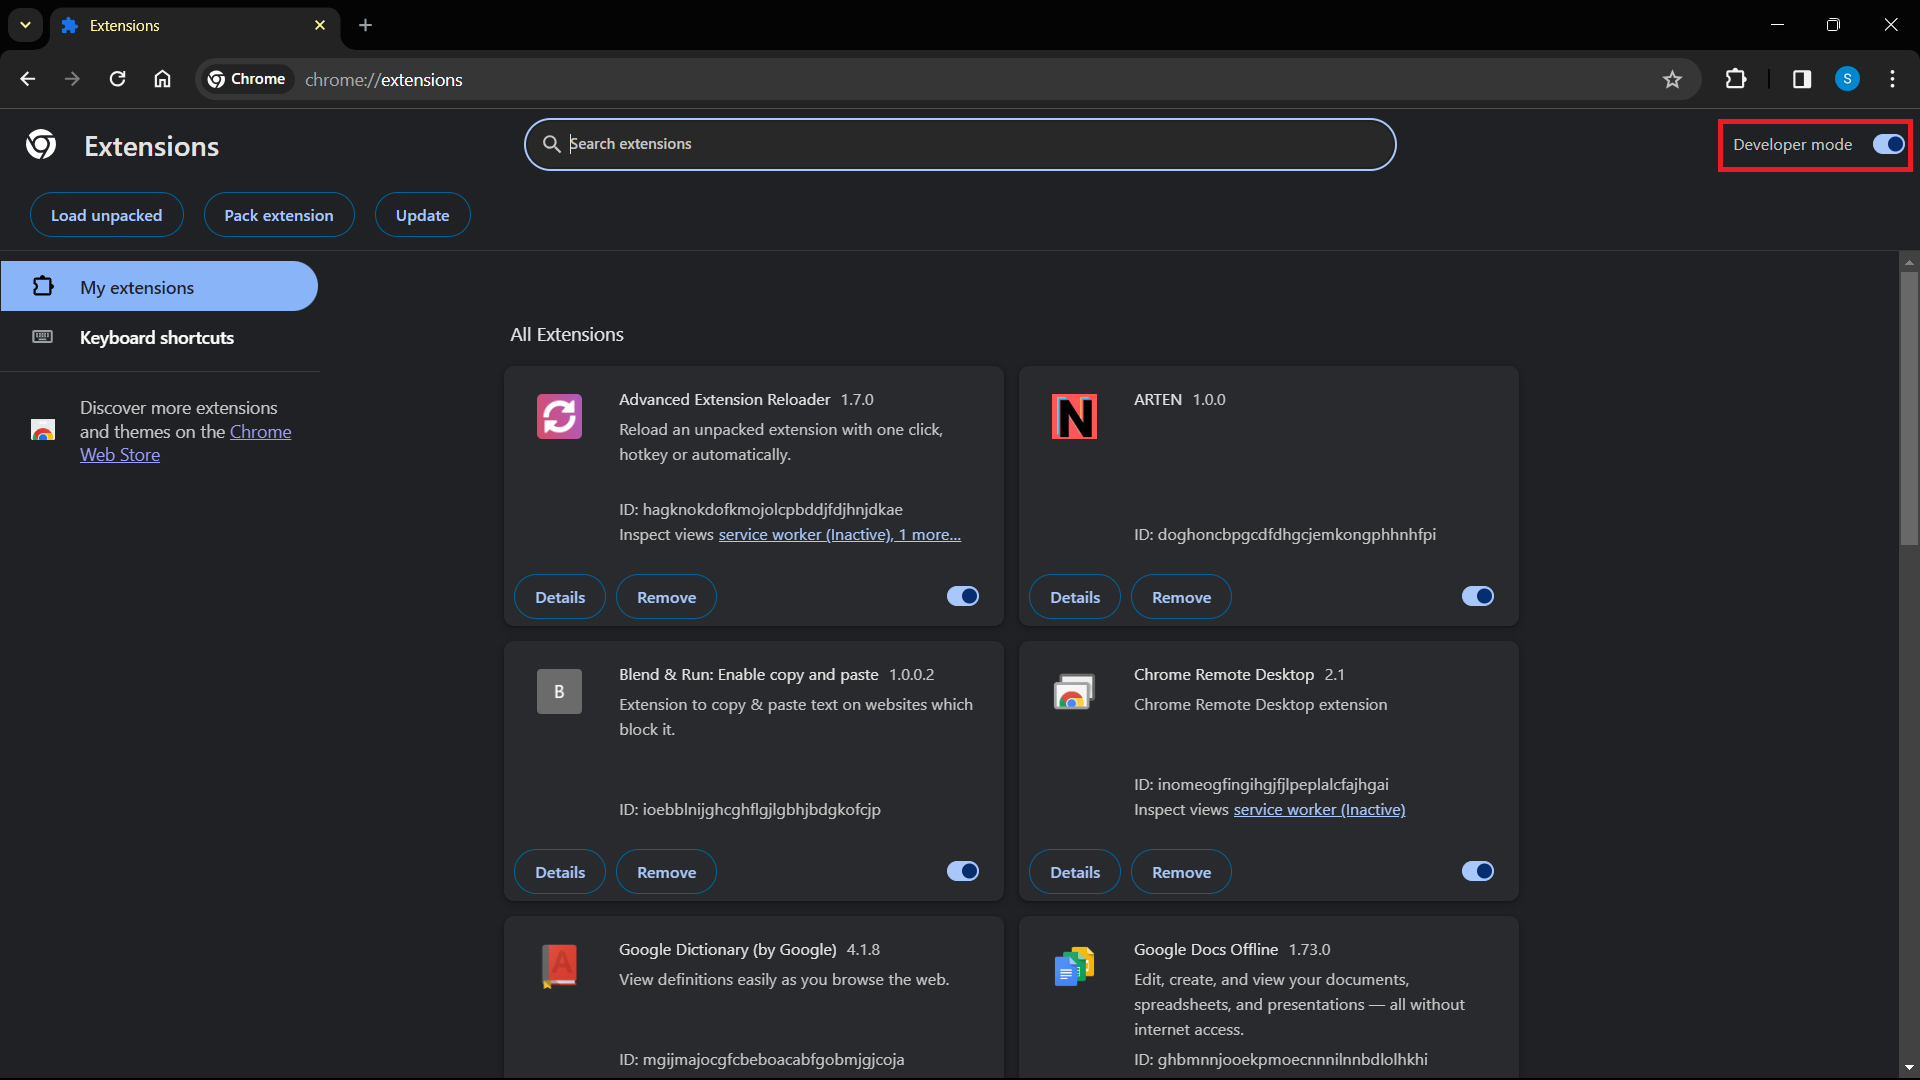 Extensions
Chrome
chrome://extensions
S
Extensions
Search extensions
Developer mode
Load unpacked
Pack extension
Update
My extensions
Keyboard shortcuts
Discover more extensions
and themes on the Chrome
Web Store
All Extensions
Advanced Extension Reloader 1.7.0
Reload an unpacked extension with one click,
hotkey or automatically.
ID: hagknokdofkmojolcpbddjfdjhnjdkae
Inspect views service worker (Inactive), 1 more...
Details
Remove
N
ARTEN 1.0.0
ID: doghoncbpgcdfdhgcjemkongphhnhfpi
Details
Remove
B
Blend & Run: Enable copy and paste 1.0.0.2
Extension to copy & paste text on websites which
block it.
ID: ioebblnijghcghflgjlgbhjbdgkofcjp
Details
Remove
Chrome Remote Desktop 2.1
Chrome Remote Desktop extension
ID: inomeogfingihgjfjlpeplalcfajhgai
Inspect views service worker (Inactive)
Details
Remove
A
Google Dictionary (by Google) 4.1.8
View definitions easily as you browse the web.
ID: mgijmajocgfcbeboacabfgobmjgjcoja
Google Docs Offline 1.73.0
Edit, create, and view your documents,
spreadsheets, and presentations — all without
internet access.
ID: ghbmnnjooekpmoecnnnilnnbdlolhkhi